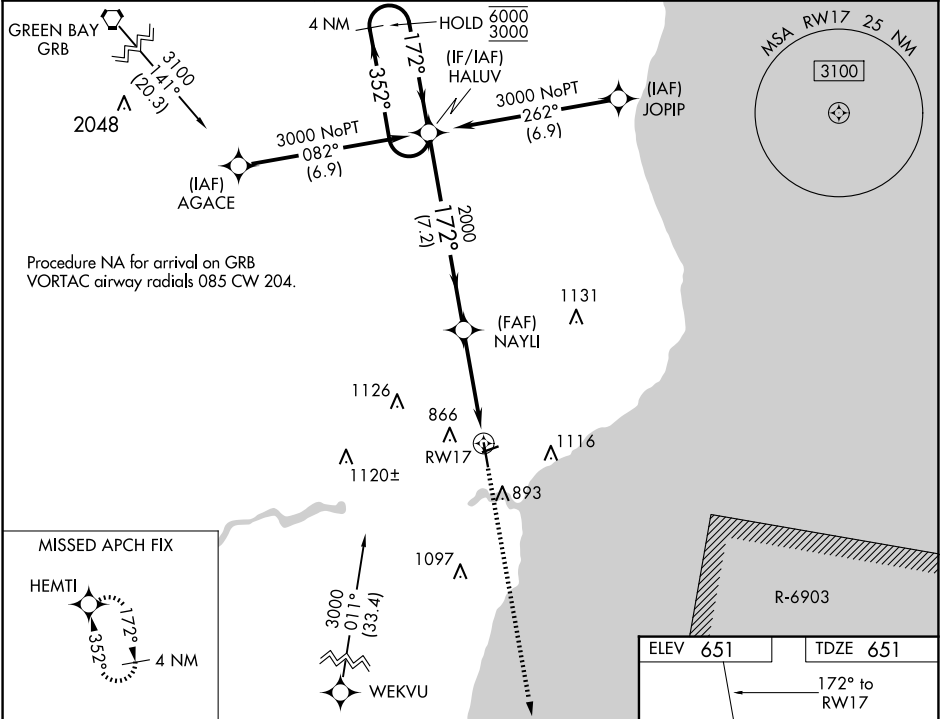 GREEN BAY
GRB
3100
141°
(20.3)
2048
4 NM
HOLD
6000
3000
172°
352°
(IF/IAF)
HALUV
3000 NoPT
262°
(6.9)
(IAF)
JOPIP
MSA RW17 25 NM
3100
3000 NoPT
082°
(6.9)
(IAF)
AGACE
2000
172°
(7.2)
Procedure NA for arrival on GRB
VORTAC airway radials 085 CW 204.
1131
(FAF)
NAYLI
1126
866
RW17
1116
1120±
893
1097
MISSED APCH FIX
HEMTI
172°
352°
4 NM
3000
011°
(33.4)
WEKVU
R-6903
ELEV 651
TDZE 651
172° to
RW17